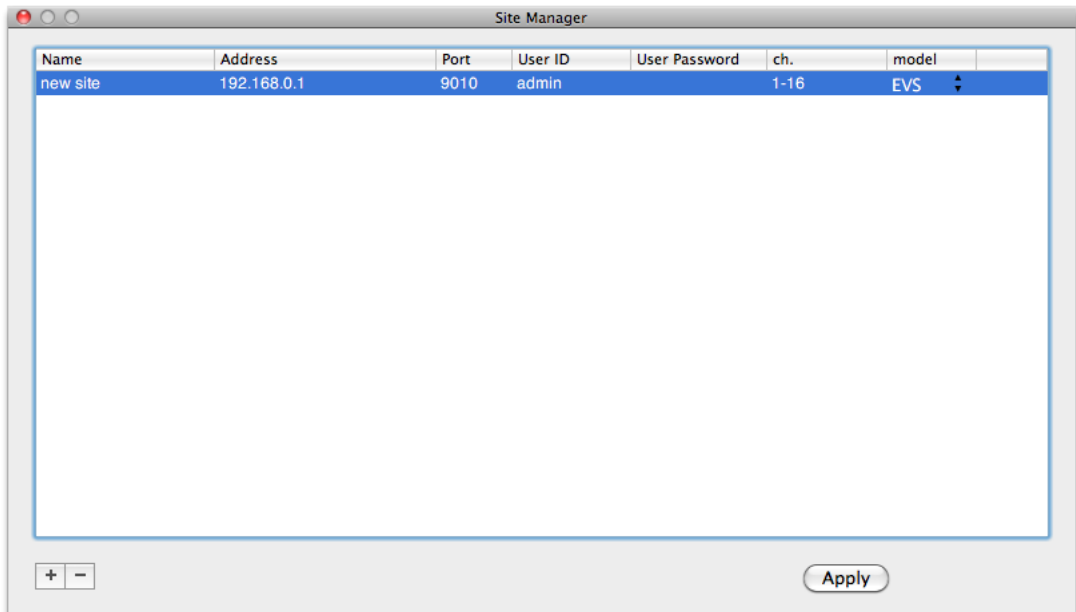 Site Manager
Name Address Port User ID User Password ch. model
new site 192.168.0.1 9010 admin 1-16 EVS
+ − Apply